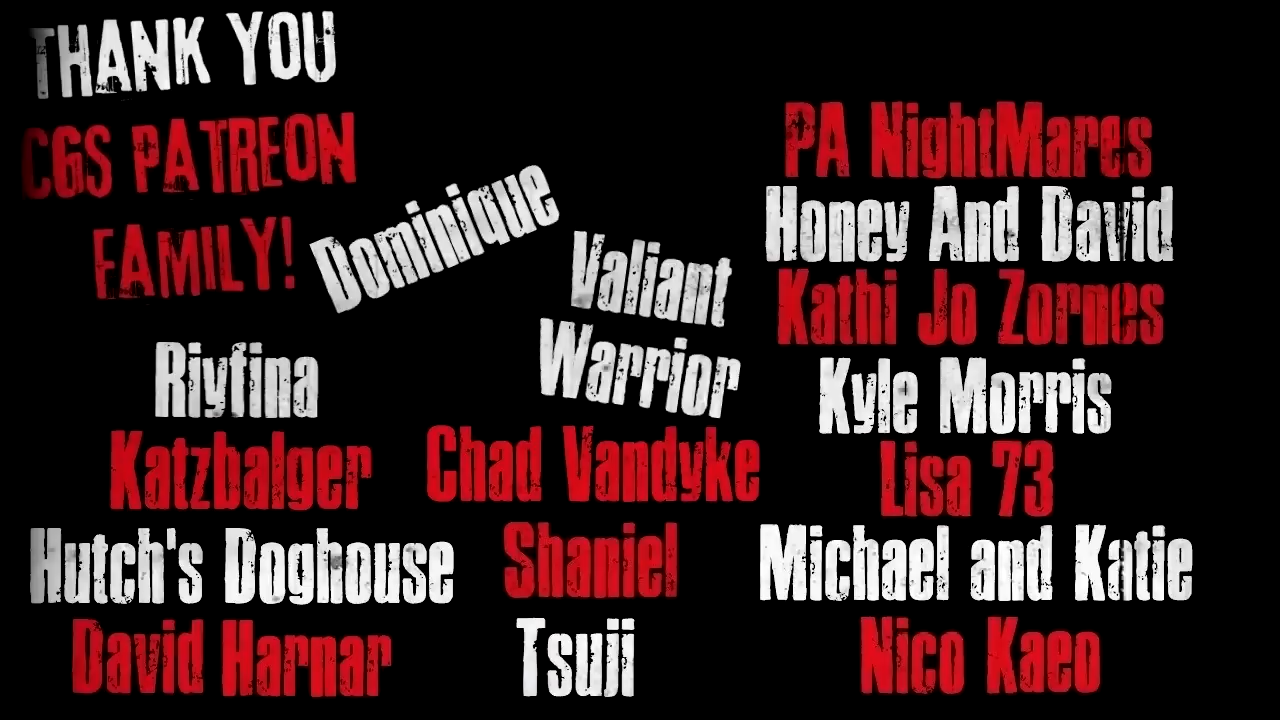 THANK YOU
CGS PATREON
FAMILY!
Dominique
Riyfina
Katzbalger
Hutch's Doghouse
David Harnar
Valiant
Warrior
Chad Vandyke
Shaniel
Tsuji
PA NightMares
Honey And David
Kathi Jo Zornes
Kyle Morris
Lisa 73
Michael and Katie
Nico Kaeo